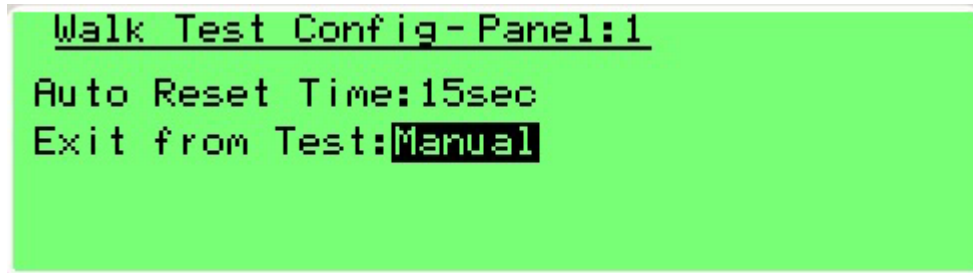 Walk Test Config-Panel:1
Auto Reset Time:15sec
Exit from Test:Manual